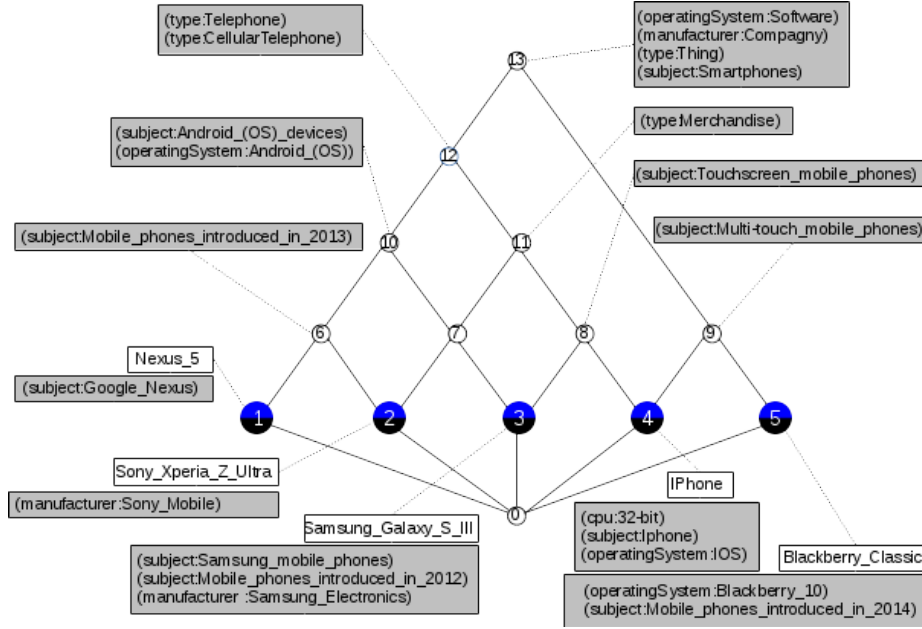 (type:Telephone)
(type:CellularTelephone)
(operatingSystem:Software)
(manufacturer:Compagny)
(type:Thing)
(subject:Smartphones)
13
(subject:Android_(OS)_devices)
(operatingSystem:Android_(OS))
(type:Merchandise)
12
(subject:Touchscreen_mobile_phones)
(subject:Mobile_phones_introduced_in_2013)
(subject:Multi-touch_mobile_phones)
10
11
6
7
8
9
Nexus_5
(subject:Google_Nexus)
1
2
3
4
5
Sony_Xperia_Z_Ultra
(manufacturer:Sony_Mobile)
IPhone
0
Samsung_Galaxy_S_III
(cpu:32-bit)
(subject:Iphone)
(operatingSystem:IOS)
Blackberry_Classic
(subject:Samsung_mobile_phones)
(subject:Mobile_phones_introduced_in_2012)
(manufacturer :Samsung_Electronics)
(operatingSystem:Blackberry_10)
(subject:Mobile_phones_introduced_in_2014)